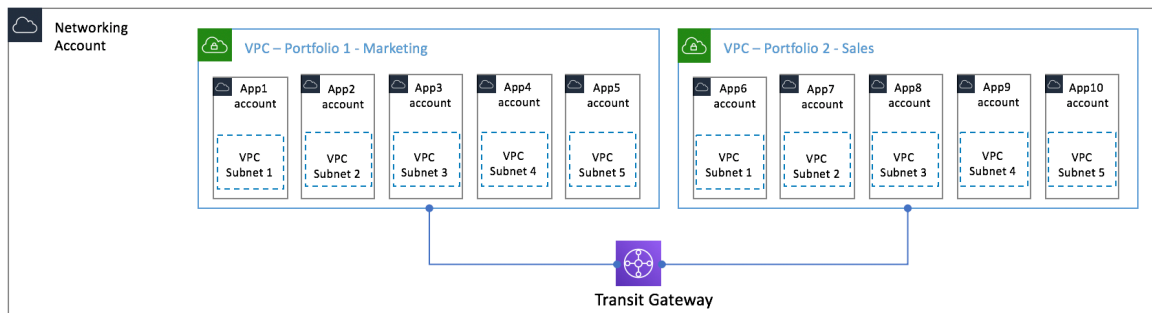 Networking
Account
VPC – Portfolio 1 - Marketing
App1
account
VPC
Subnet 1
App2
account
VPC
Subnet 2
App3
account
VPC
Subnet 3
App4
account
VPC
Subnet 4
App5
account
VPC
Subnet 5
VPC – Portfolio 2 - Sales
App6
account
VPC
Subnet 1
App7
account
VPC
Subnet 2
App8
account
VPC
Subnet 3
App9
account
VPC
Subnet 4
App10
account
VPC
Subnet 5
Transit Gateway